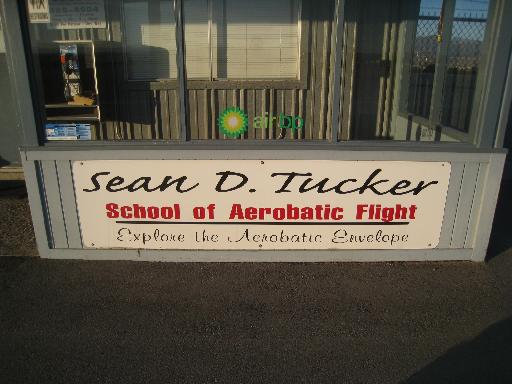 air bp
Sean D. Tucker
School of Aerobatic Flight
Explore the Aerobatic Envelope